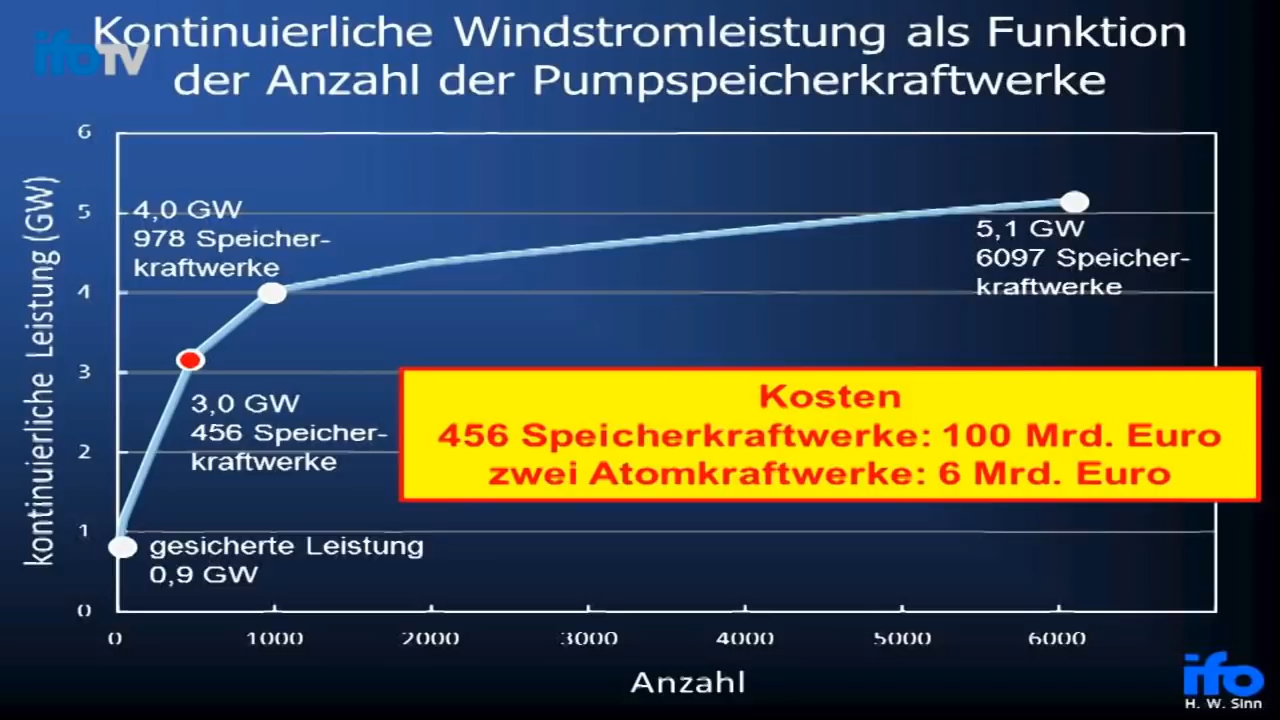 Kontinuierliche Windstromleistung als Funktion
der Anzahl der Pumpspeicherkraftwerke
ifoTV
kontinuierliche Leistung (GW)
6
5
4
3
2
1
0
4,0 GW
978 Speicher-
kraftwerke
5,1 GW
6097 Speicher-
kraftwerke
3,0 GW
456 Speicher-
kraftwerke
Kosten
456 Speicherkraftwerke: 100 Mrd. Euro
zwei Atomkraftwerke: 6 Mrd. Euro
gesicherte Leistung
0,9 GW
0 1000 2000 3000 4000 5000 6000
Anzahl
ifo
H. W. Sinn